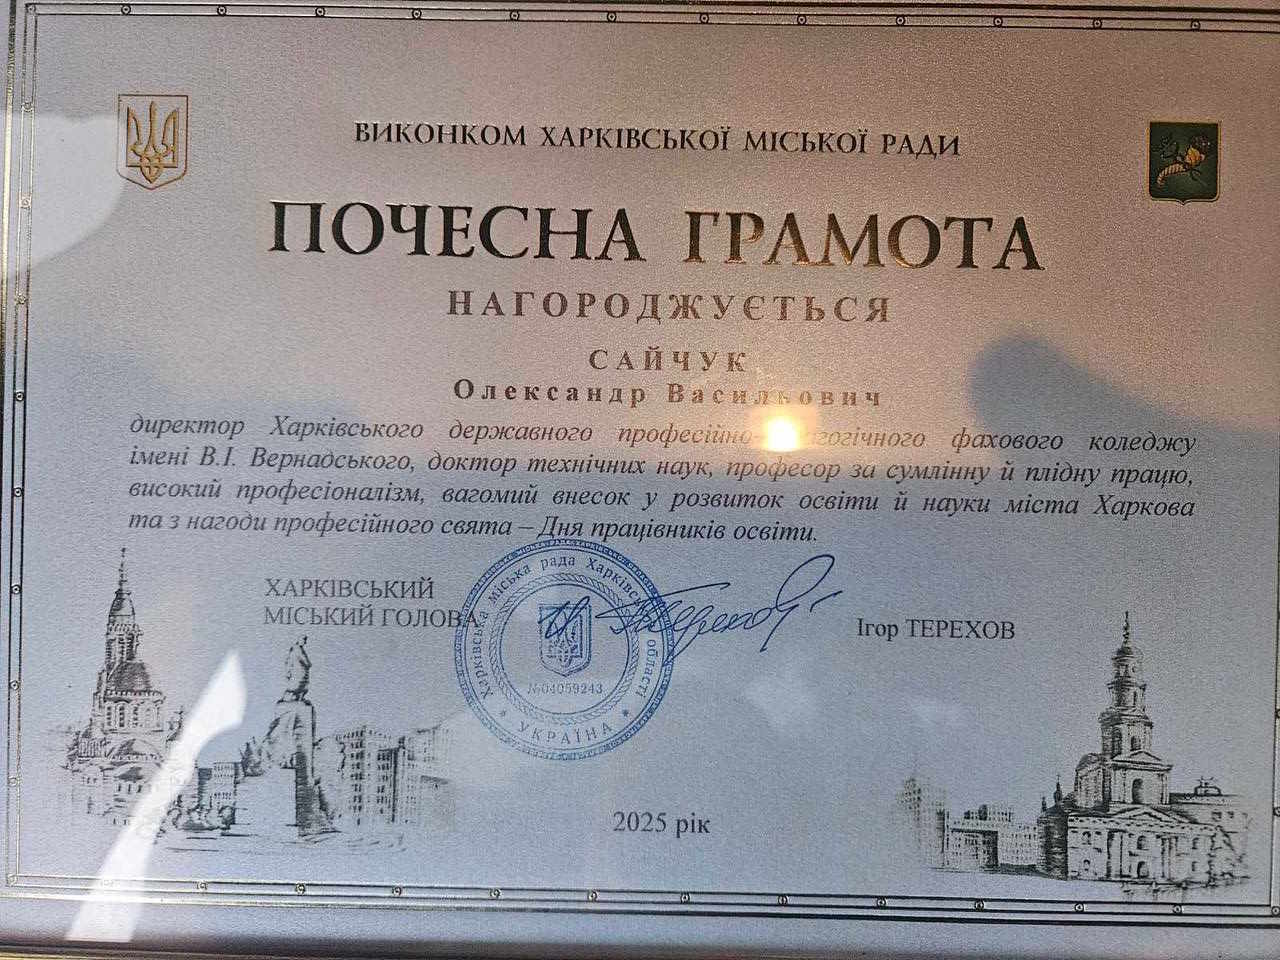 ВИКОНКОМ ХАРКІВСЬКОЇ МІСЬКОЇ РАДИ
ПОЧЕСНА ГРАМОТА
НАГОРОДЖУЄТЬСЯ
САЙЧУК
Олександр Васильович
директор Харківського державного професійно-педагогічного фахового коледжу
імені В.І. Вернадського, доктор технічних наук, професор за сумлінну й плідну працю,
високий професіоналізм, вагомий внесок у розвиток освіти й науки міста Харкова
та з нагоди професійного свята – Дня працівників освіти.
ХАРКІВСЬКИЙ
МІСЬКИЙ ГОЛОВА
Ігор ТЕРЕХОВ
Харківська міська рада Харківської області
№04059243
* УКРАЇНА *
2025 рік